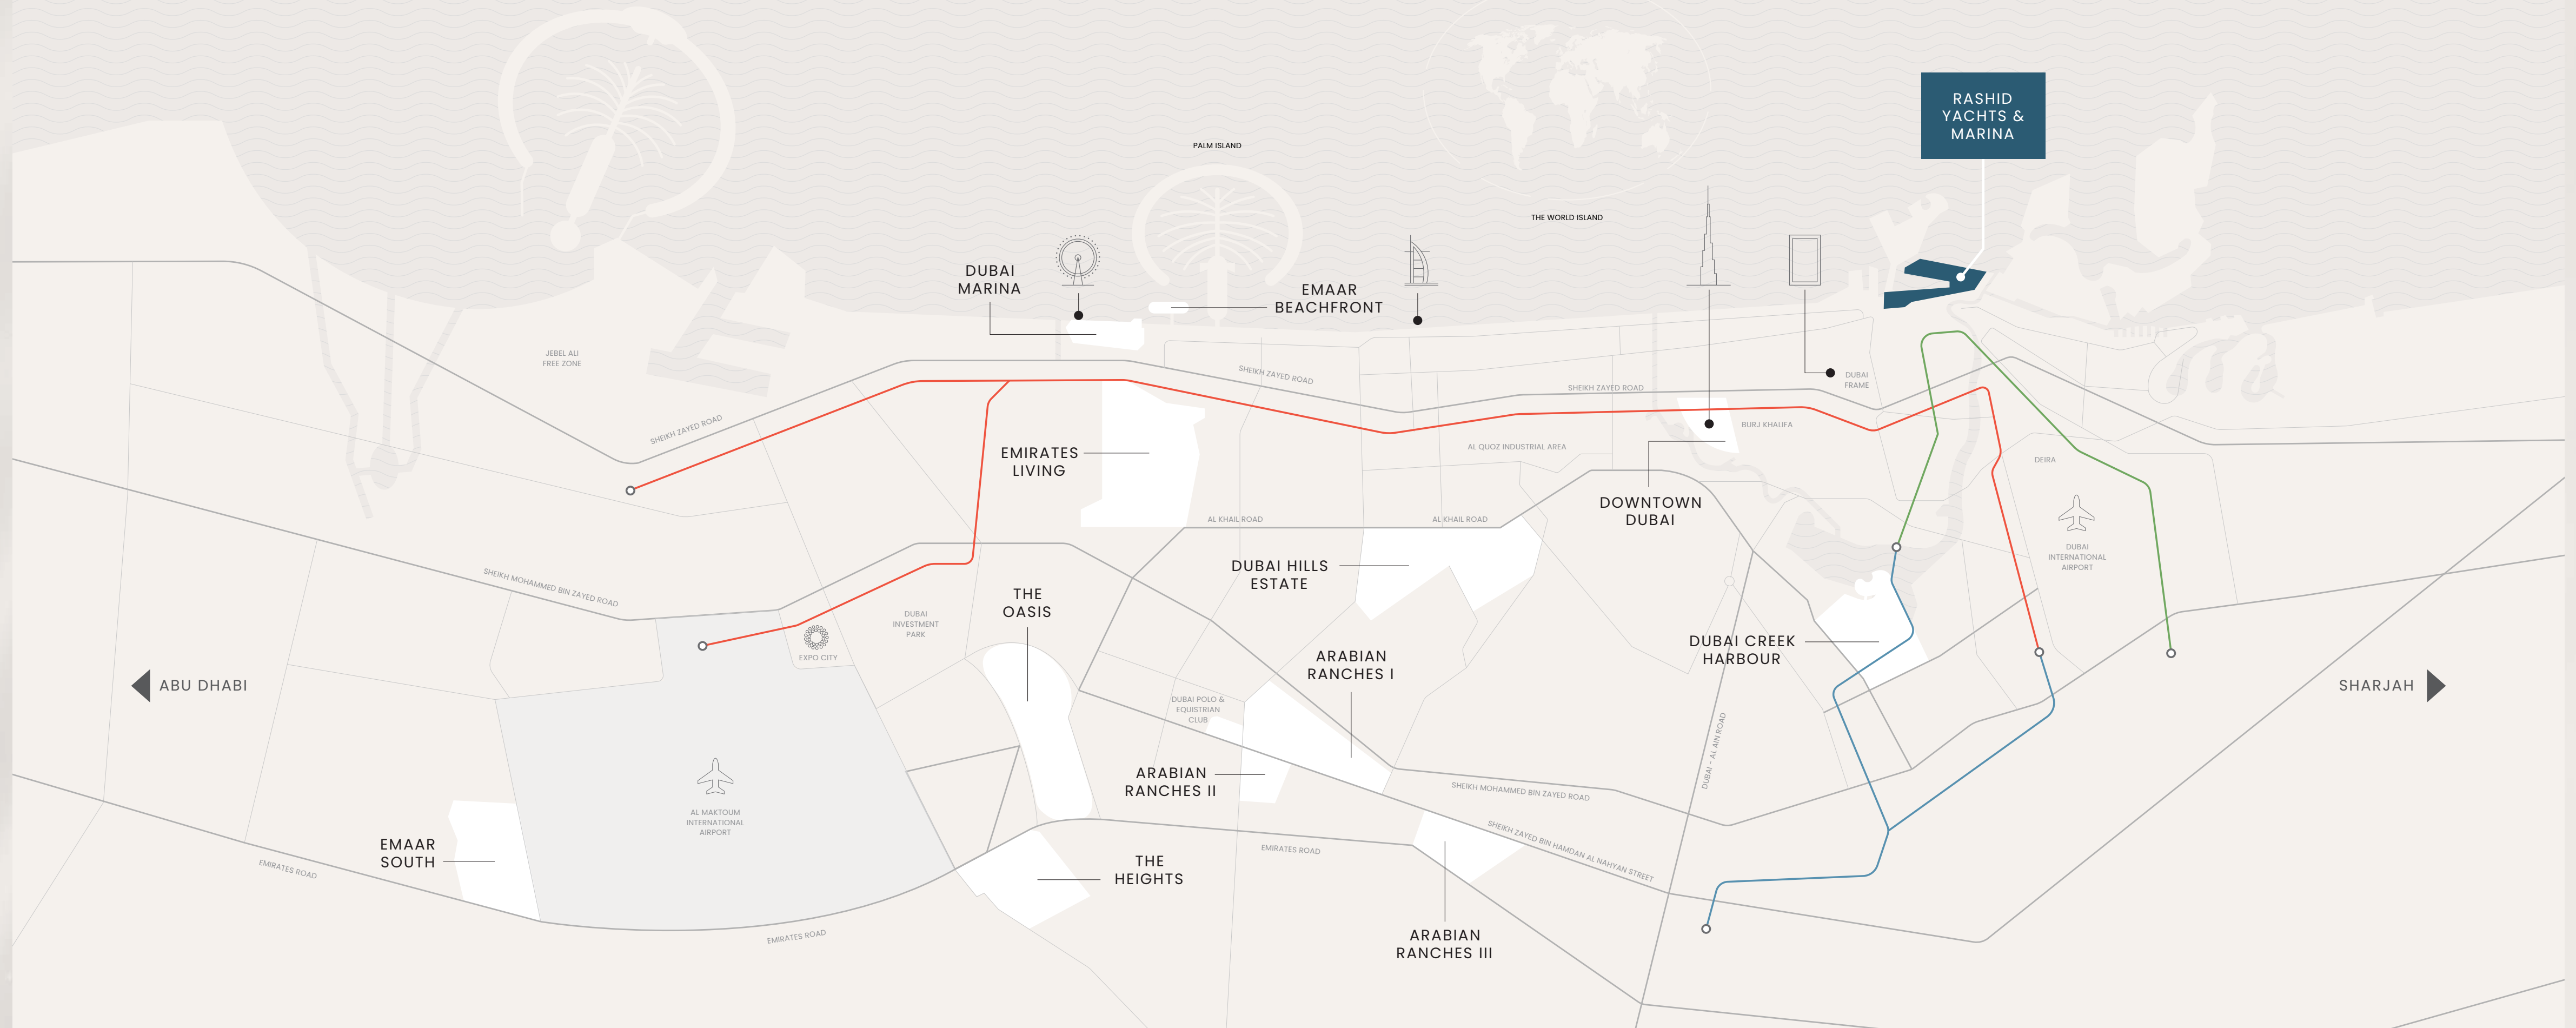 RASHID
YACHTS &
MARINA
PALM ISLAND
THE WORLD ISLAND
DUBAI
MARINA
EMAAR
BEACHFRONT
JEBEL ALI
FREE ZONE
SHEIKH ZAYED ROAD
SHEIKH ZAYED ROAD
SHEIKH ZAYED ROAD
DUBAI
FRAME
BURJ KHALIFA
EMIRATES
LIVING
AL QUOZ INDUSTRIAL AREA
DEIRA
DOWNTOWN
DUBAI
AL KHAIL ROAD
AL KHAIL ROAD
DUBAI
INTERNATIONAL
AIRPORT
DUBAI HILLS
ESTATE
SHEIKH MOHAMMED BIN ZAYED ROAD
THE
OASIS
DUBAI
INVESTMENT
PARK
EXPO CITY
DUBAI CREEK
HARBOUR
ARABIAN
RANCHES I
ABU DHABI
SHARJAH
DUBAI POLO &
EQUESTRIAN
CLUB
DUBAI - AL AIN ROAD
ARABIAN
RANCHES II
SHEIKH MOHAMMED BIN ZAYED ROAD
AL MAKTOUM
INTERNATIONAL
AIRPORT
SHEIKH ZAYED BIN HAMDAN AL NAHYAN STREET
EMAAR
SOUTH
EMIRATES ROAD
EMIRATES ROAD
THE
HEIGHTS
EMIRATES ROAD
ARABIAN
RANCHES III